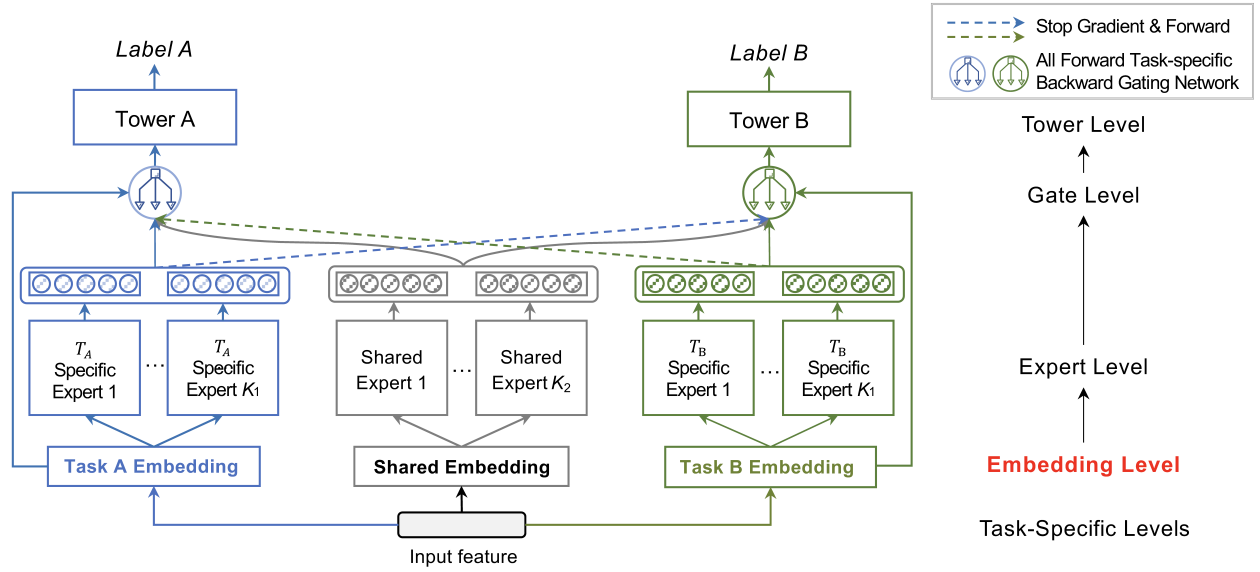 Label A
Label B
Stop Gradient & Forward
All Forward Task-specific
Backward Gating Network
Tower A
Tower B
Tower Level
Gate Level
T_A
Specific
Expert 1
...
T_A
Specific
Expert K₁
Shared
Expert 1
...
Shared
Expert K₂
T_B
Specific
Expert 1
...
T_B
Specific
Expert K₁
Expert Level
Task A Embedding
Shared Embedding
Task B Embedding
Embedding Level
Input feature
Task-Specific Levels